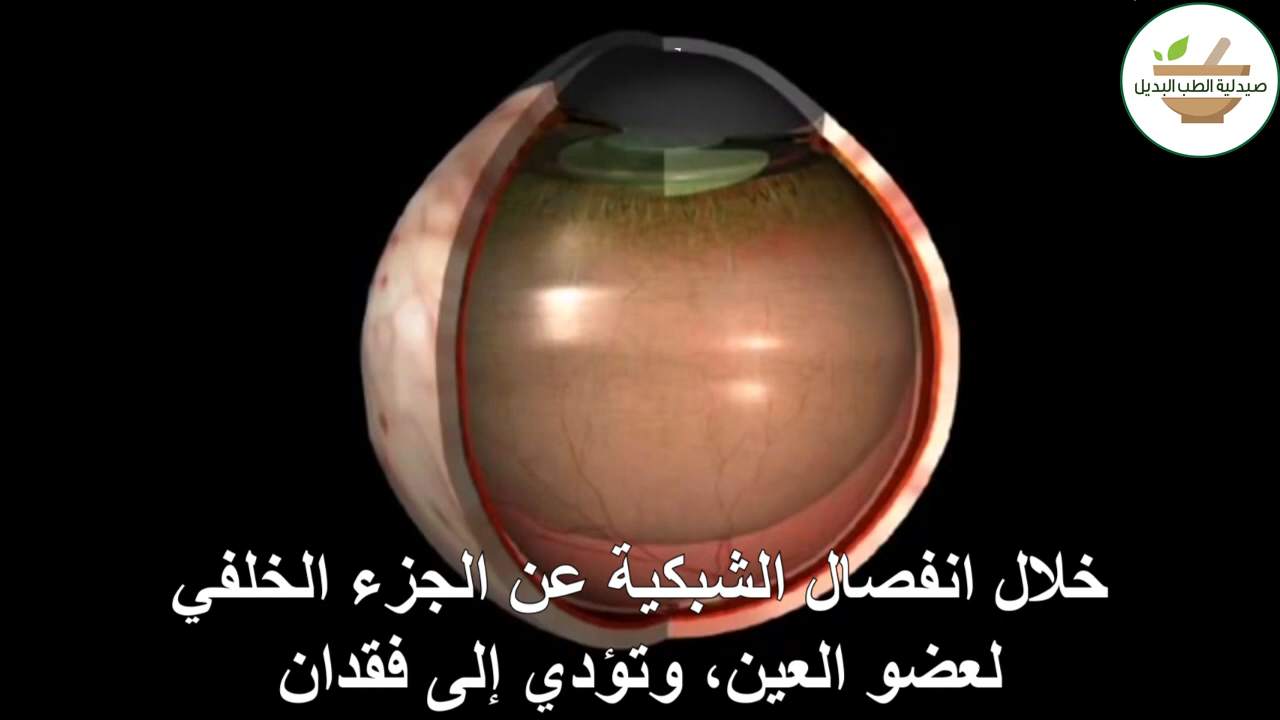 صيدلية الطب البديل
خلال انفصال الشبكية عن الجزء الخلفي
لعضو العين، وتؤدي إلى فقدان